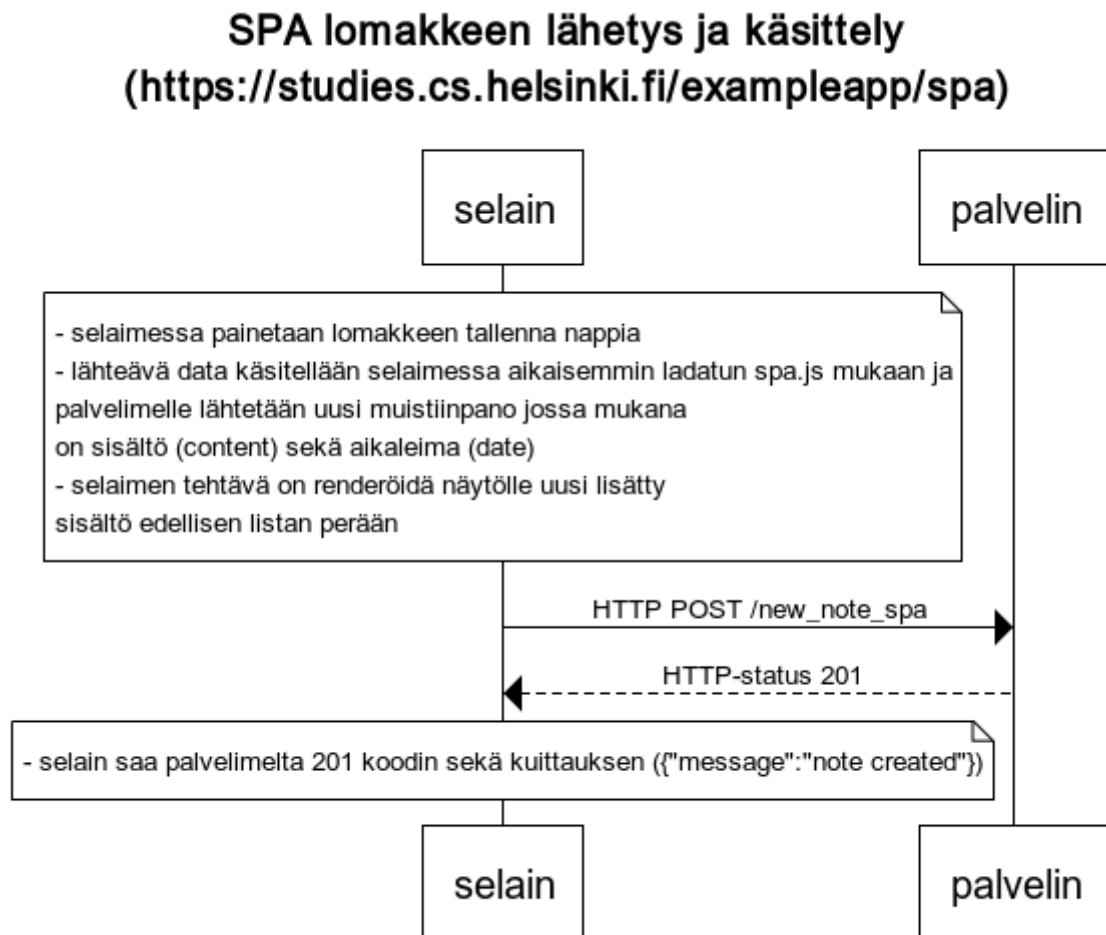 SPA lomakkeen lähetys ja käsittely
(https://studies.cs.helsinki.fi/exampleapp/spa)
selain
palvelin
- selaimessa painetaan lomakkeen tallenna nappia
- lähteävä data käsitellään selaimessa aikaisemmin ladatun spa.js mukaan ja
palvelimelle lähtetään uusi muistiinpano jossa mukana
on sisältö (content) sekä aikaleima (date)
- selaimen tehtävä on renderöidä näytölle uusi lisätty
sisältö edellisen listan perään
HTTP POST /new_note_spa
HTTP-status 201
- selain saa palvelimelta 201 koodin sekä kuittauksen ({"message":"note created"})
selain
palvelin